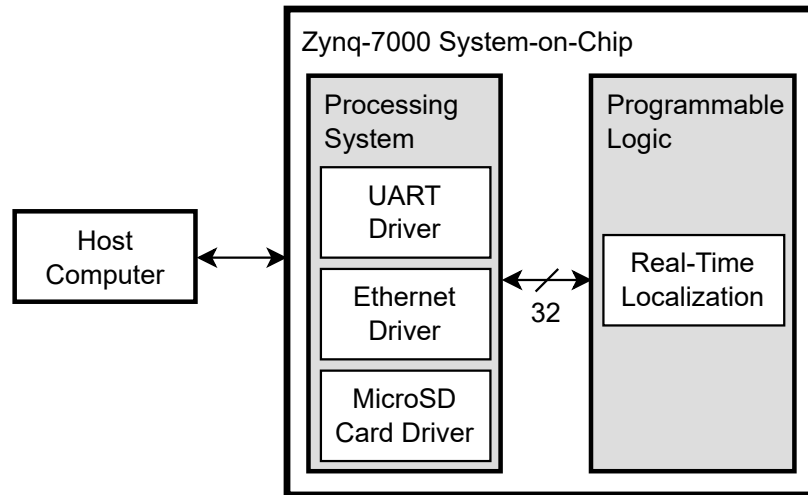 Zynq-7000 System-on-Chip
Processing
System
UART
Driver
Ethernet
Driver
MicroSD
Card Driver
Programmable
Logic
Real-Time
Localization
Host
Computer
32